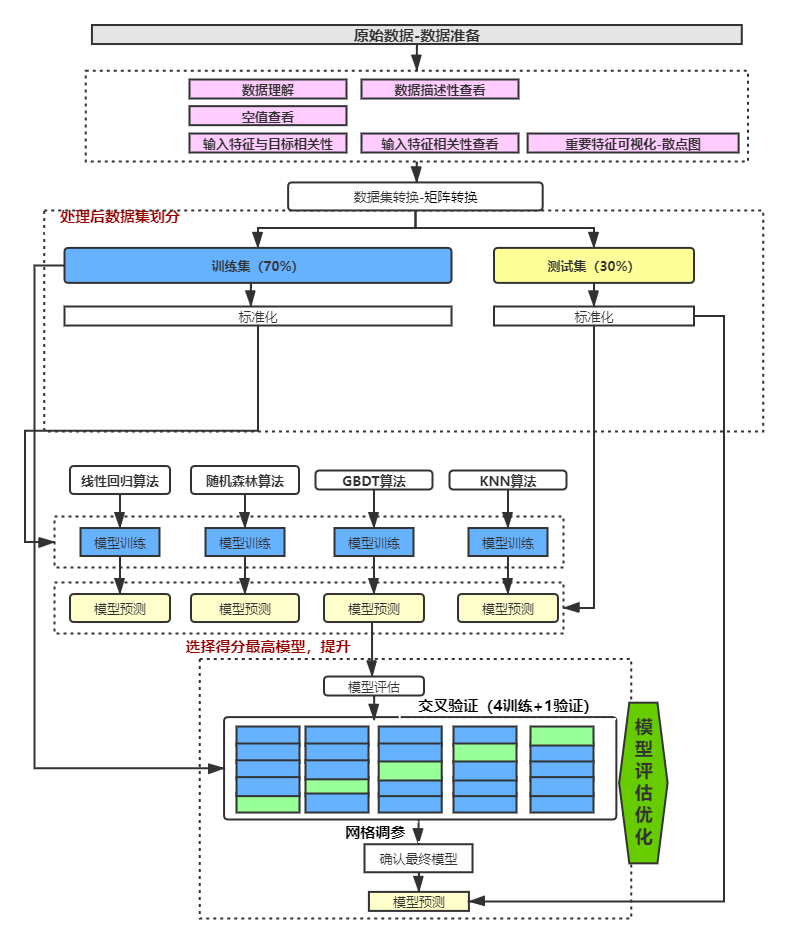 原始数据-数据准备
数据理解
数据描述性查看
空值查看
输入特征与目标相关性
输入特征相关性查看
重要特征可视化-散点图
数据集转换-矩阵转换
处理后数据集划分
训练集（70%）
测试集（30%）
标准化
标准化
线性回归算法
随机森林算法
GBDT算法
KNN算法
模型训练
模型训练
模型训练
模型训练
模型预测
模型预测
模型预测
模型预测
选择得分最高模型，提升
模型评估
交叉验证（4训练+1验证）
模型评估优化
网格调参
确认最终模型
模型预测